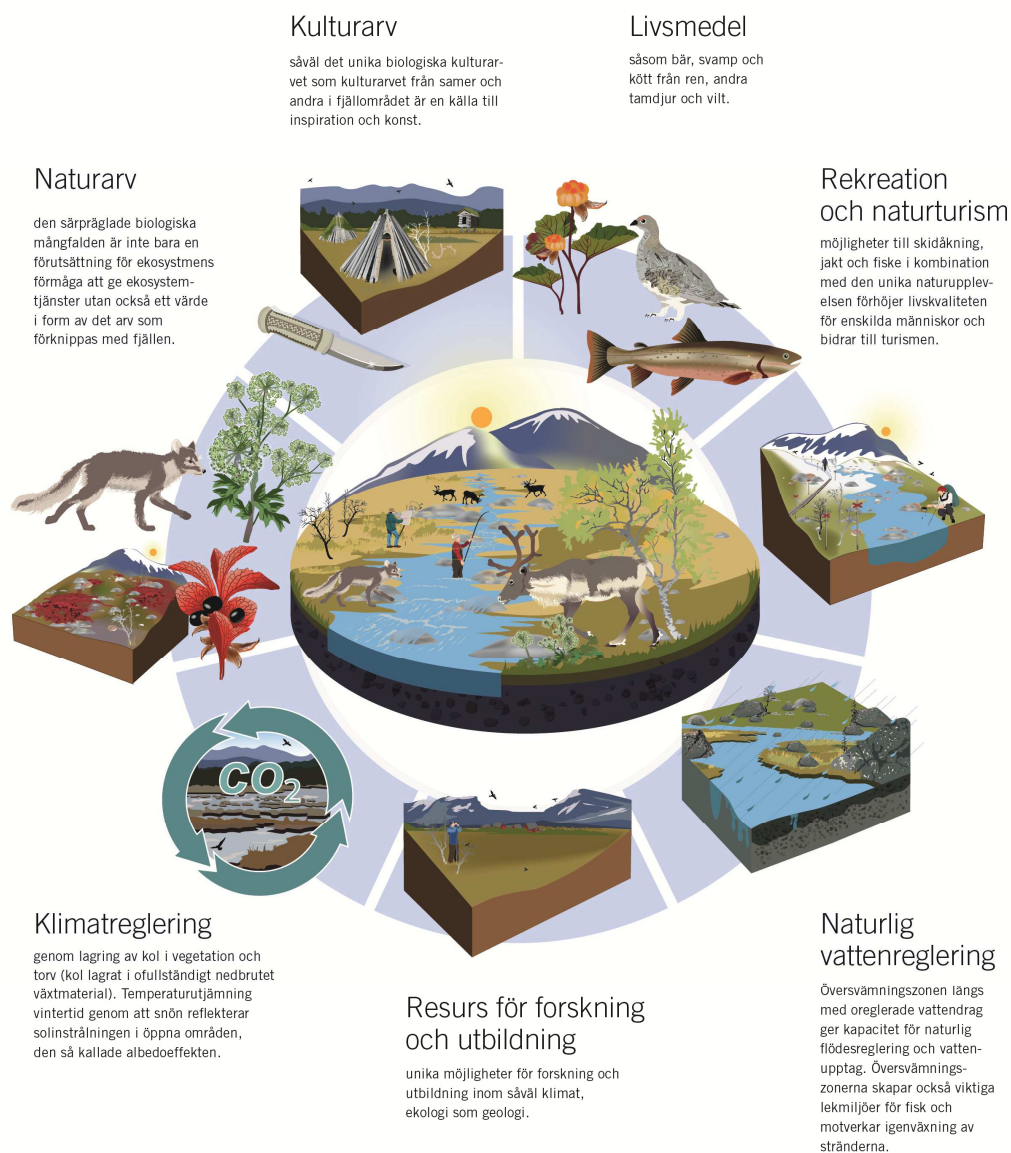 Kulturarv
såväl det unika biologiska kulturar-
vet som kulturarvet från samer och
andra i fjällområdet är en källa till
inspiration och konst.
Livsmedel
såsom bär, svamp och
kött från ren, andra
tamdjur och vilt.
Naturarv
den särpräglade biologiska
mångfalden är inte bara en
förutsättning för ekosystmens
förmåga att ge ekosystem-
tjänster utan också ett värde
i form av det arv som
förknippas med fjällen.
Rekreation
och naturturism
möjligheter till skidåkning,
jakt och fiske i kombination
med den unika naturupplev-
elsen förhöjer livskvaliteten
för enskilda människor och
bidrar till turismen.
CO2
Klimatreglering
genom lagring av kol i vegetation och
torv (kol lagrat i ofullständigt nedbrutet
växtmaterial). Temperaturutjämning
vintertid genom att snön reflekterar
solinstrålningen i öppna områden,
den så kallade albedoeffekten.
Resurs för forskning
och utbildning
unika möjligheter för forskning och
utbildning inom såväl klimat,
ekologi som geologi.
Naturlig
vattenreglering
Översvämningszonen längs
med oreglerade vattendrag
ger kapacitet för naturlig
flödesreglering och vatten-
upptag. Översvämnings-
zonerna skapar också viktiga
lekmiljöer för fisk och
motverkar igenväxning av
stränderna.